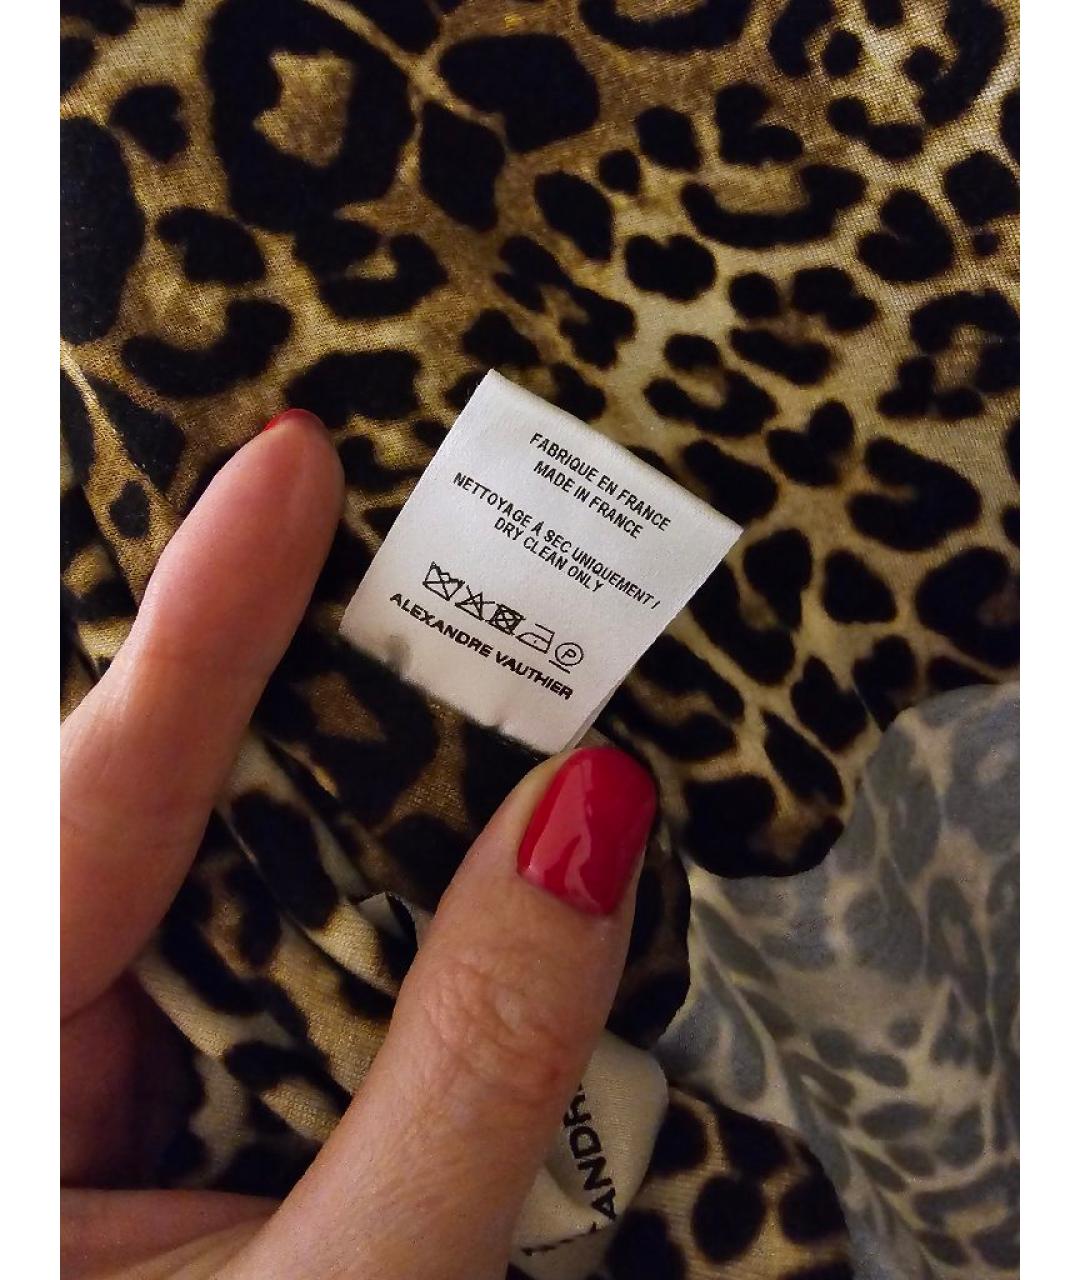 FABRIQUE EN FRANCE
MADE IN FRANCE
NETTOYAGE A SEC UNIQUEMENT /
DRY CLEAN ONLY
P
ALEXANDRE VAUTHIER